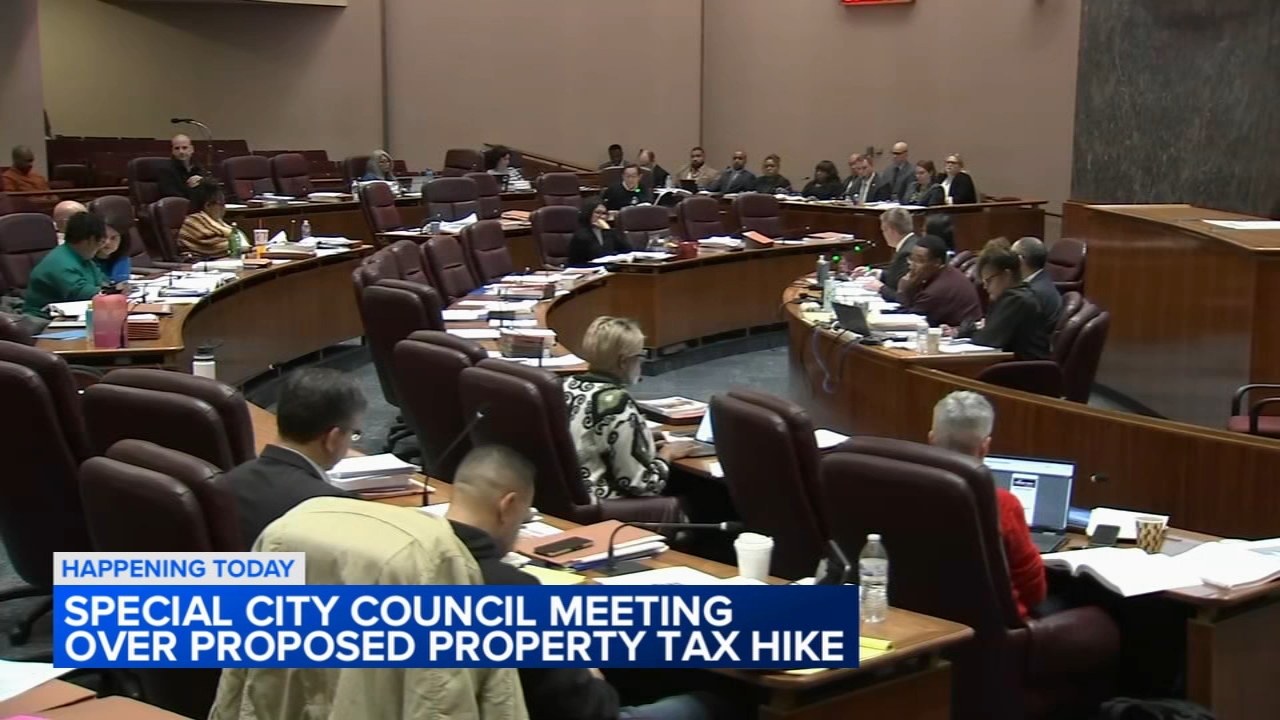 HAPPENING TODAY
SPECIAL CITY COUNCIL MEETING
OVER PROPOSED PROPERTY TAX HIKE